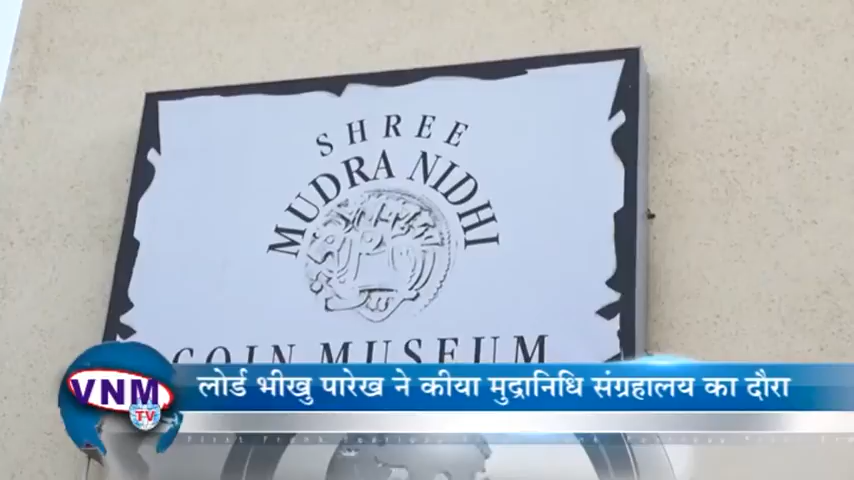 SHREE
MUDRA NIDHI
COIN MUSEUM
VNM
TV
लोर्ड भीखु पारेख ने कीया मुद्रानिधि संग्रहालय का दौरा